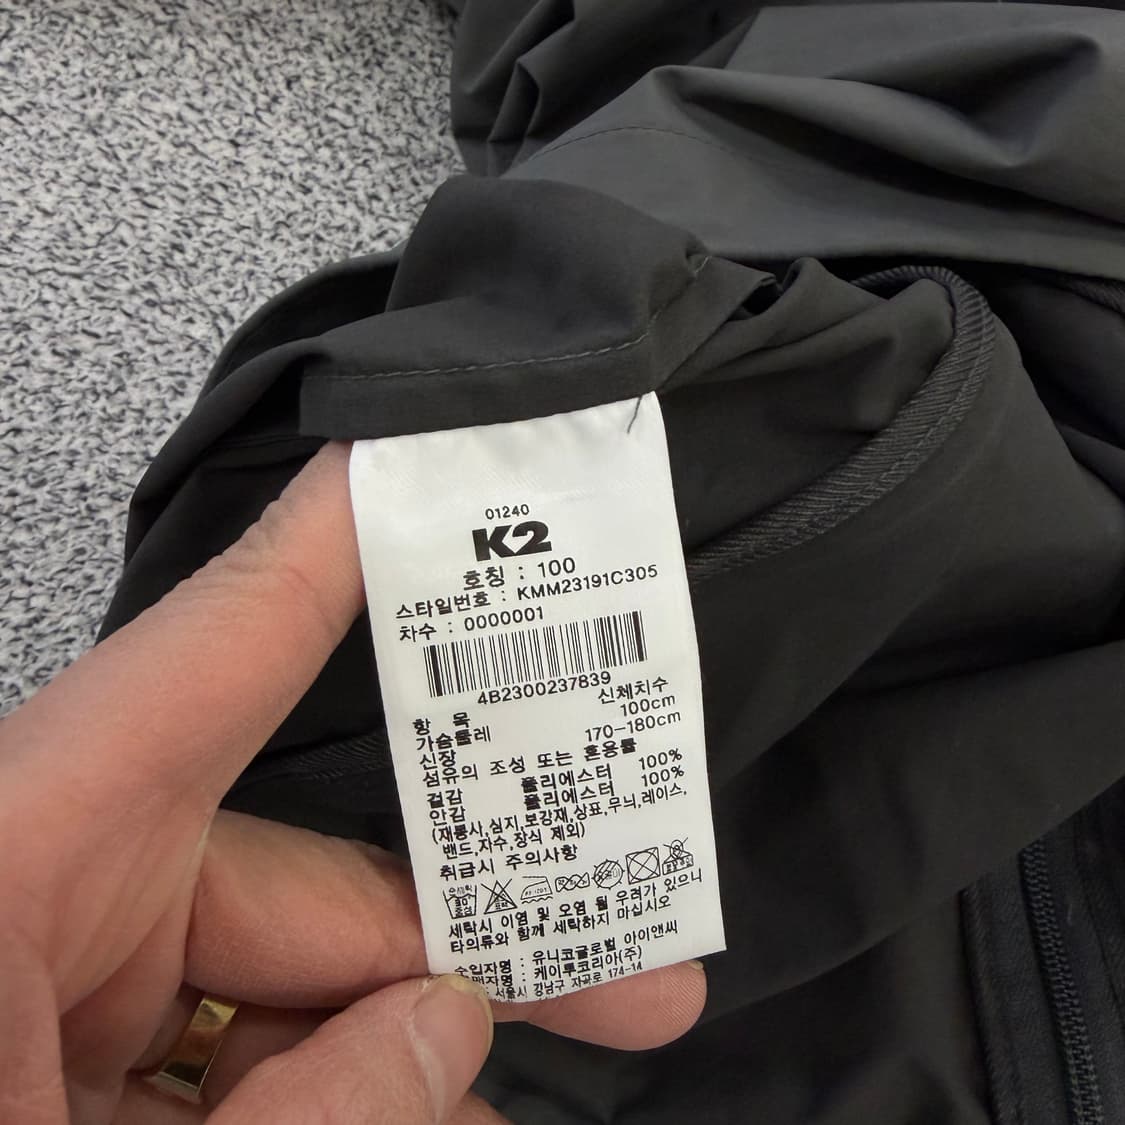 01240
K2
호칭 : 100
스타일번호 : KMM23191C305
차수 : 0000001
4B2300237839
항 목 신체치수
가슴둘레 100cm
신장 170-180cm
섬유의 조성 또는 혼용률
겉감 폴리에스터 100%
안감 폴리에스터 100%
(재봉사,심지,보강재,상표,무늬,레이스,
밴드,자수,장식 제외)
취급시 주의사항
세탁시 이염 및 오염 될 우려가 있으니
타의류와 함께 세탁하지 마십시오
수입자명 : 유니코글로벌 아이앤씨
: 케이투코리아(주)
: 서울시 강남구 자곡로 174-14